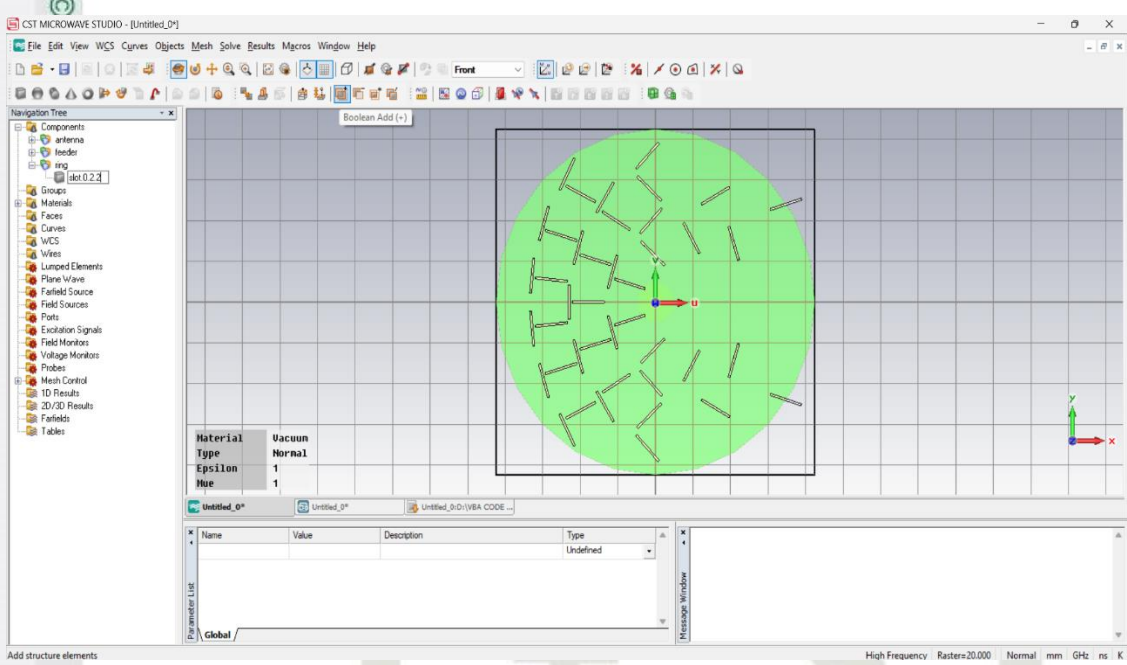 CST MICROWAVE STUDIO - [Untitled_0*]
File Edit View WCS Curves Objects Mesh Solve Results Macros Window Help
Front
Boolean Add (+)
Navigation Tree
Components
antenna
feeder
ring
slot.0.2.2
Groups
Materials
Faces
Curves
WCS
Wires
Lumped Elements
Plane Wave
Farfield Source
Field Sources
Ports
Excitation Signals
Field Monitors
Voltage Monitors
Probes
Mesh Control
1D Results
2D/3D Results
Farfields
Tables
v
u
y
x
Material Vacuun
Type Normal
Epsilon 1
Mue 1
Untitled_0*
Untitled_0*
Untitled_0:D:\VBA CODE ...
Name Value Description Type
Undefined
Parameter List
Global
Message Window
Add structure elements
High Frequency Raster=20.000 Normal mm GHz ns K